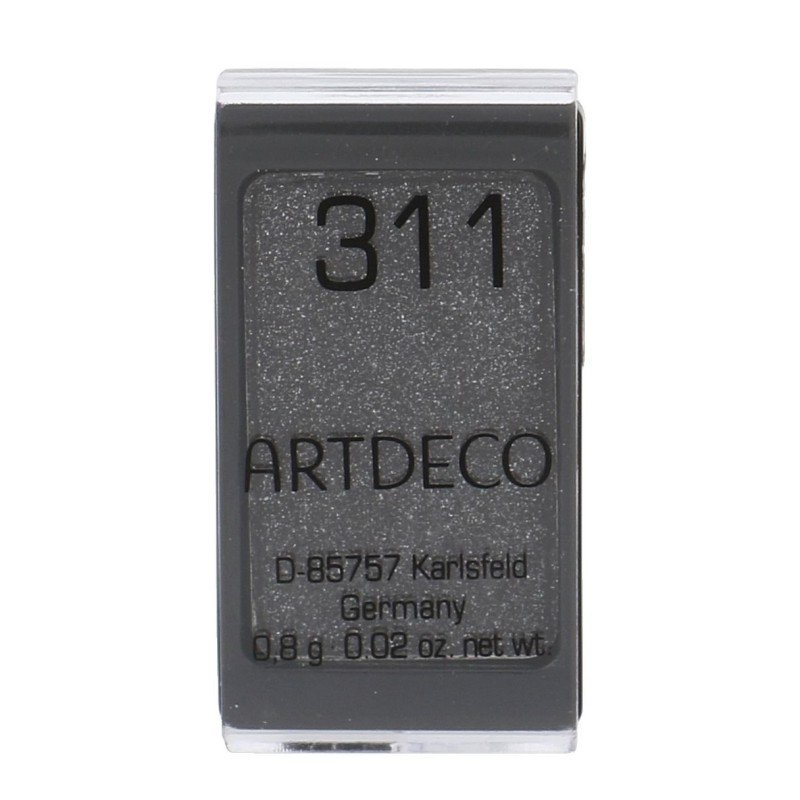 311
ARTDECO
D-85757 Karlsfeld
Germany
0,8 g 0.02 oz. net wt.